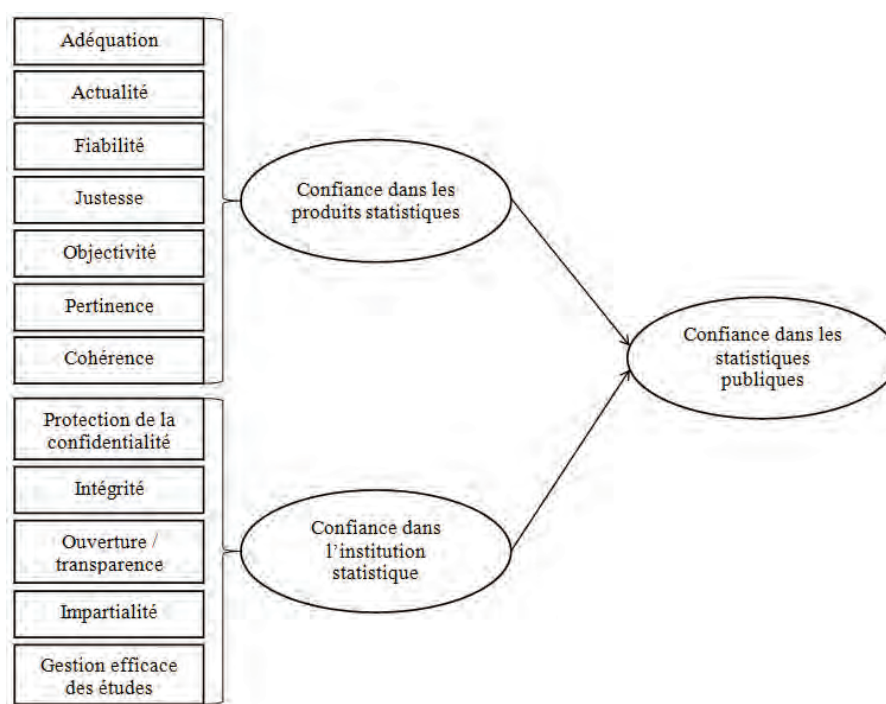 Adéquation
Actualité
Fiabilité
Justesse
Objectivité
Pertinence
Cohérence
Confiance dans les
produits statistiques
Confiance dans les
statistiques
publiques
Protection de la
confidentialité
Intégrité
Ouverture /
transparence
Impartialité
Gestion efficace
des études
Confiance dans
l’institution
statistique